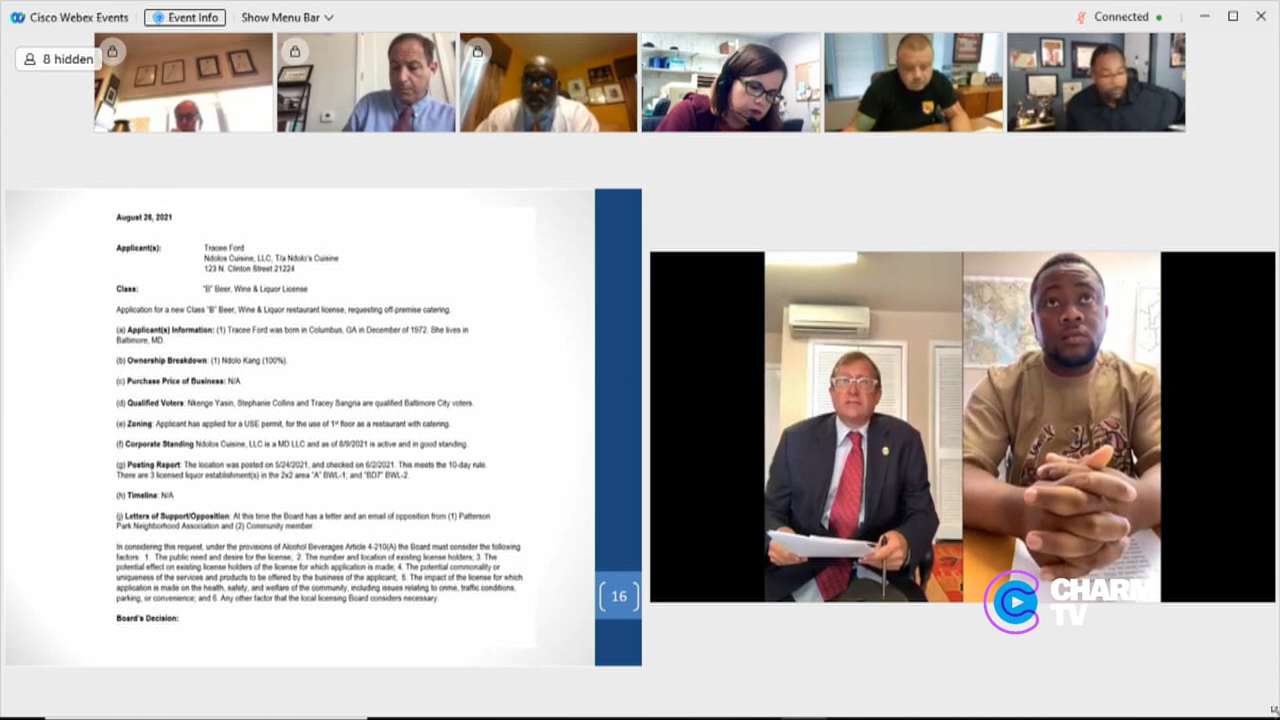 Cisco Webex Events
Event Info
Show Menu Bar
Connected
8 hidden
August 26, 2021
Applicant(s): Tracee Ford
Ndolos Cuisine, LLC, T/a Ndolo's Cuisine
123 N. Clinton Street 21224
Class: "B" Beer, Wine & Liquor License
Application for a new Class "B" Beer, Wine & Liquor restaurant license, requesting off-premise catering.
(a) Applicant(s) Information: (1) Tracee Ford was born in Columbus, GA in December of 1972. She lives in
Baltimore, MD.
(b) Ownership Breakdown: (1) Ndolo Kang (100%).
(c) Purchase Price of Business: N/A
(d) Qualified Voters: Nkenge Yasin, Stephanie Collins and Tracey Sangria are qualified Baltimore City voters.
(e) Zoning: Applicant has applied for a USE permit, for the use of 1st floor as a restaurant with catering.
(f) Corporate Standing Ndolos Cuisine, LLC is a MD LLC and as of 8/9/2021 is active and in good standing.
(g) Posting Report: The location was posted on 5/24/2021, and checked on 6/2/2021. This meets the 10-day rule.
There are 3 licensed liquor establishment(s) in the 2x2 area "A" BWL-1; and "BD7" BWL-2.
(h) Timeline: N/A
(j) Letters of Support/Opposition: At this time the Board has a letter and an email of opposition from (1) Patterson
Park Neighborhood Association and (2) Community member.
In considering this request, under the provisions of Alcohol Beverages Article 4-210(A) the Board must consider the following
factors: 1. The public need and desire for the license; 2. The number and location of existing license holders; 3. The
potential effect on existing license holders of the license for which application is made; 4. The potential commonality or
uniqueness of the services and products to be offered by the business of the applicant; 5. The impact of the license for which
application is made on the health, safety, and welfare of the community, including issues relating to crime, traffic conditions,
parking, or convenience; and 6. Any other factor that the local licensing Board considers necessary.
Board's Decision:
16
CHARM
TV